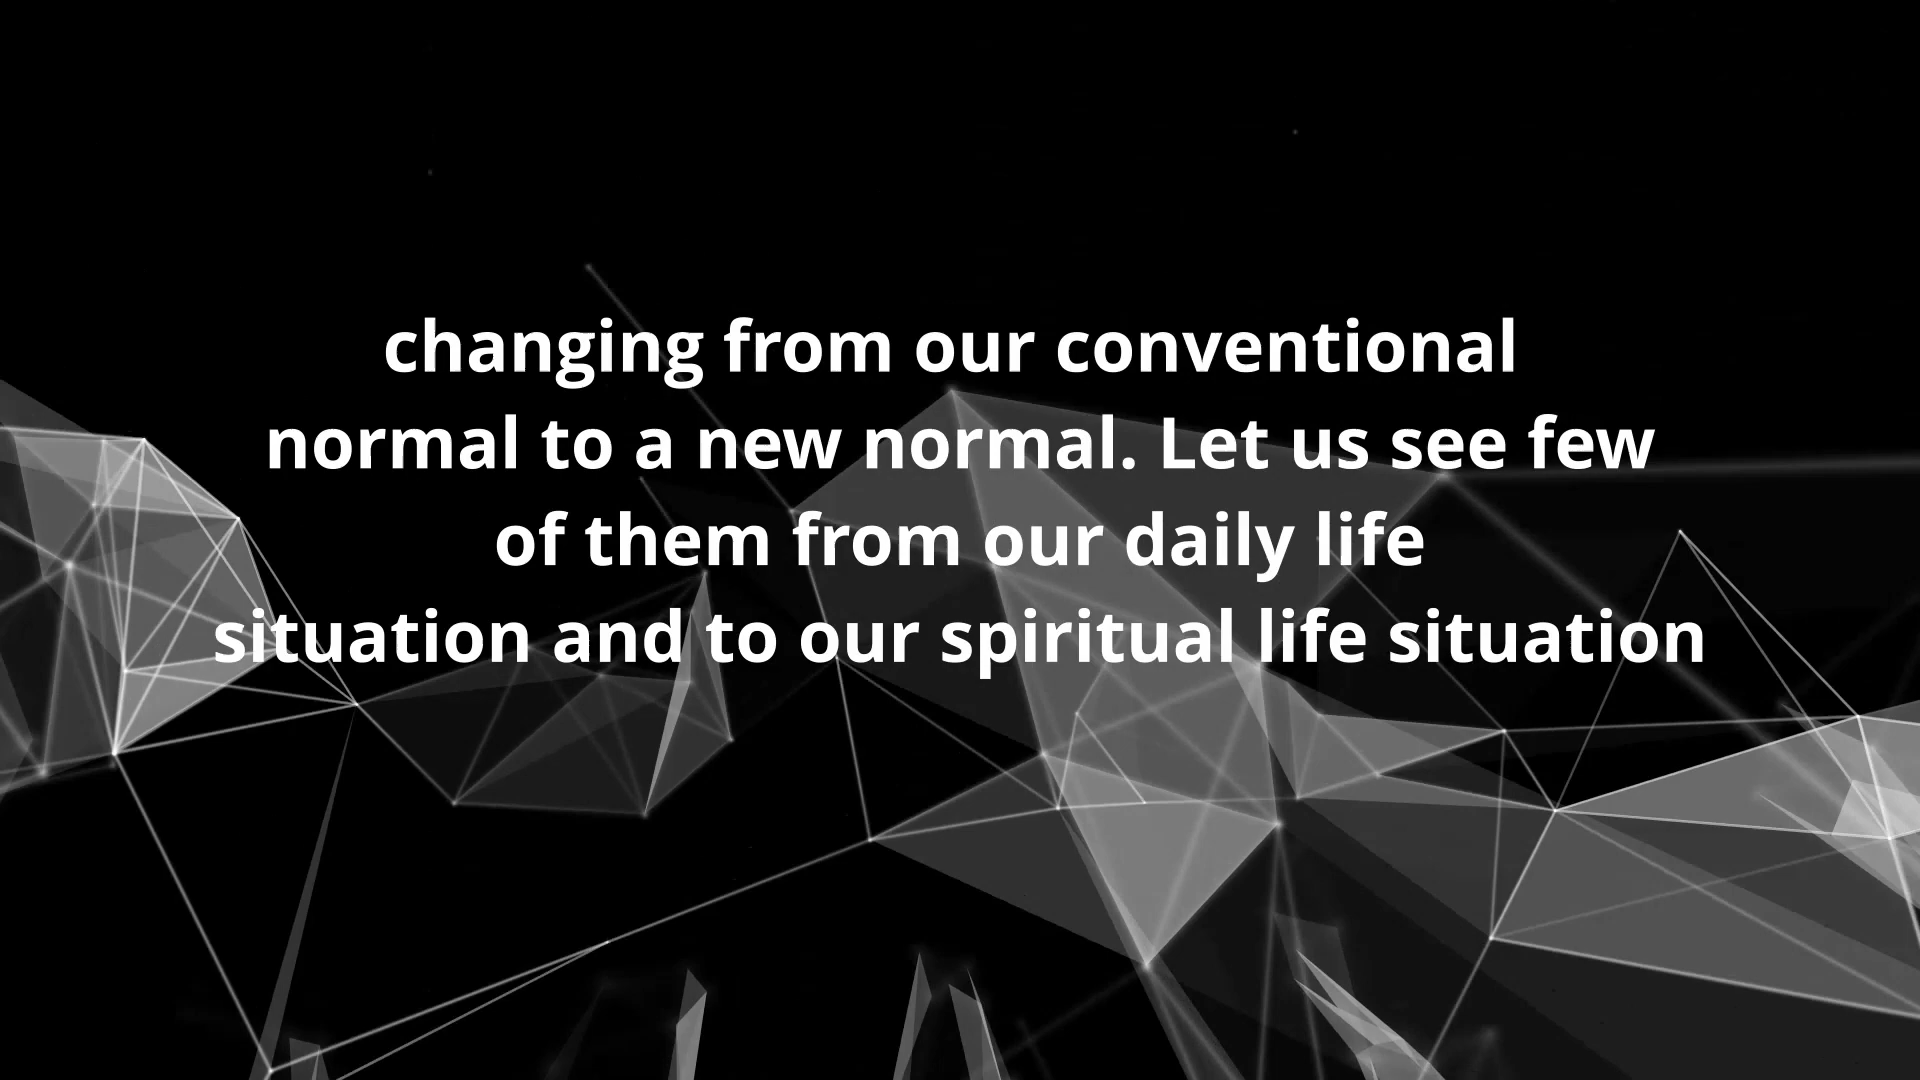 changing from our conventional
normal to a new normal. Let us see few
of them from our daily life
situation and to our spiritual life situation